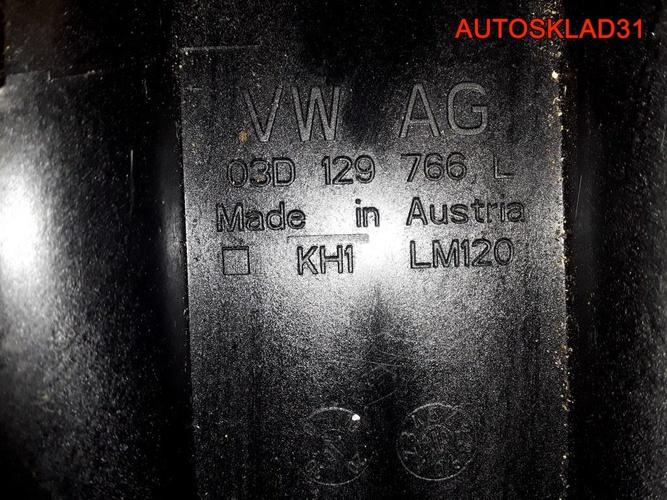 AUTOSKLAD31
VW AG
03D 129 766 L
Made in Austria
KH1 LM120